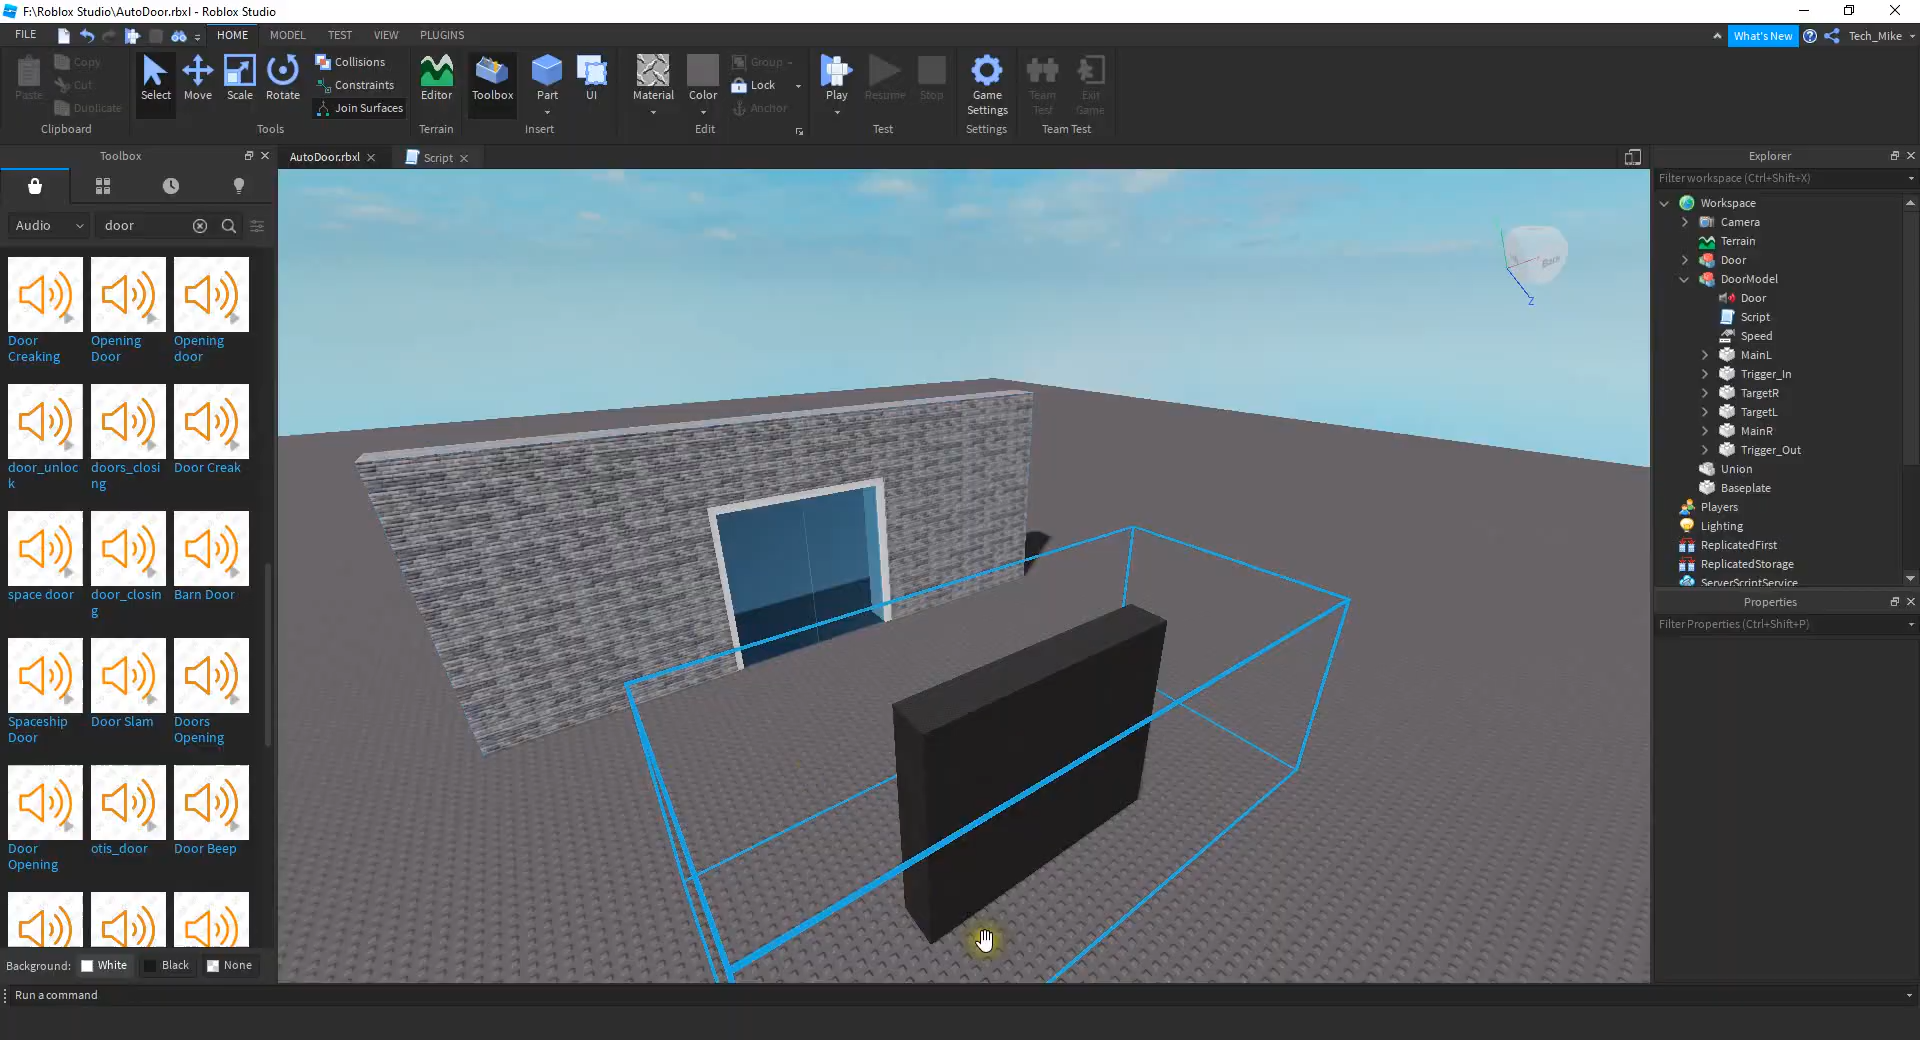 F:\Roblox Studio\AutoDoor.rbxl - Roblox Studio
FILE
HOME
MODEL
TEST
VIEW
PLUGINS
What's New
Tech_Mike
Paste
Copy
Cut
Duplicate
Clipboard
Select
Move
Scale
Rotate
Collisions
Constraints
Join Surfaces
Tools
Editor
Terrain
Toolbox
Part
UI
Insert
Material
Color
Group
Lock
Anchor
Edit
Play
Resume
Stop
Test
Game
Settings
Settings
Team
Test
Exit
Game
Team Test
Toolbox
AutoDoor.rbxl
Script
Audio
door
Door
Creaking
Opening
Door
Opening
door
door_unloc
k
doors_closi
ng
Door Creak
space door
door_closin
g
Barn Door
Spaceship
Door
Door Slam
Doors
Opening
Door
Opening
otis_door
Door Beep
Background:
White
Black
None
Run a command
Back
Z
Explorer
Filter workspace (Ctrl+Shift+X)
Workspace
Camera
Terrain
Door
DoorModel
Door
Script
Speed
MainL
Trigger_In
TargetR
TargetL
MainR
Trigger_Out
Union
Baseplate
Players
Lighting
ReplicatedFirst
ReplicatedStorage
ServerScriptService
Properties
Filter Properties (Ctrl+Shift+P)